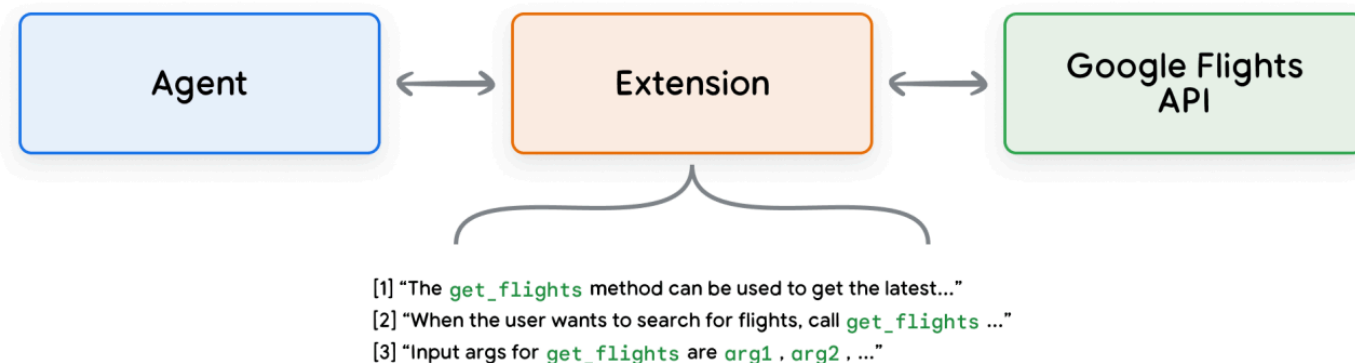 Agent
Extension
Google Flights
API
[1] “The get_flights method can be used to get the latest...”
[2] “When the user wants to search for flights, call get_flights ...”
[3] “Input args for get_flights are arg1 , arg2 , ...”